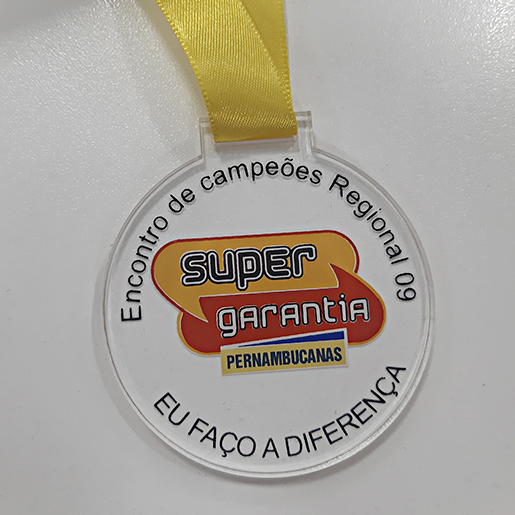 Encontro de campeões Regional 09
super
garantia
PERNAMBUCANAS
EU FAÇO A DIFERENÇA